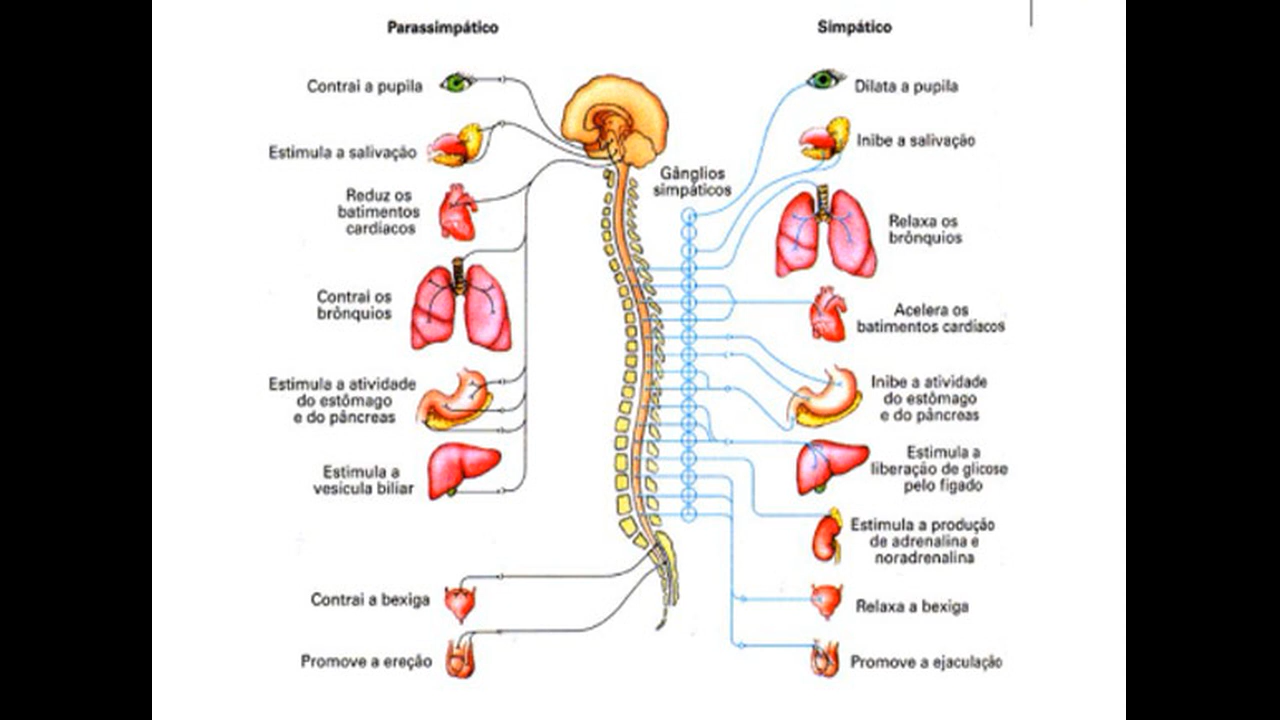 Parassimpático
Contrai a pupila
Estimula a salivação
Reduz os
batimentos
cardíacos
Contrai os
brônquios
Estimula a atividade
do estômago
e do pâncreas
Estimula a
vesícula biliar
Contrai a bexiga
Promove a ereção
Gânglios
simpáticos
Simpático
Dilata a pupila
Inibe a salivação
Relaxa os
brônquios
Acelera os
batimentos cardíacos
Inibe a atividade
do estômago
e do pâncreas
Estimula a
liberação de glicose
pelo fígado
Estimula a produção
de adrenalina e
noradrenalina
Relaxa a bexiga
Promove a ejaculação